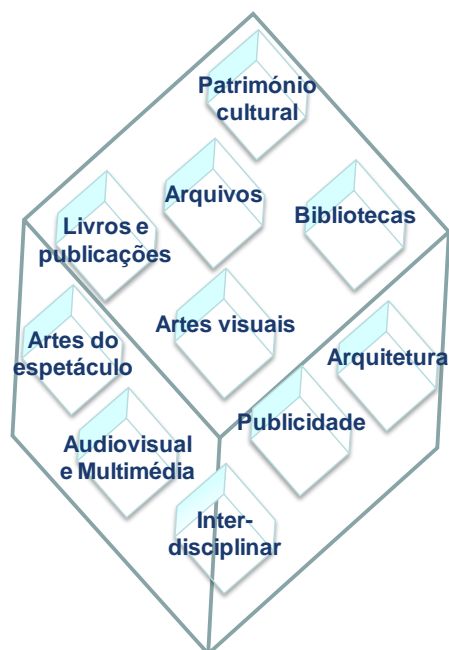 Património
cultural
Arquivos
Bibliotecas
Livros e
publicações
Artes visuais
Artes do
espetáculo
Arquitetura
Publicidade
Audiovisual
e Multimédia
Inter-
disciplinar